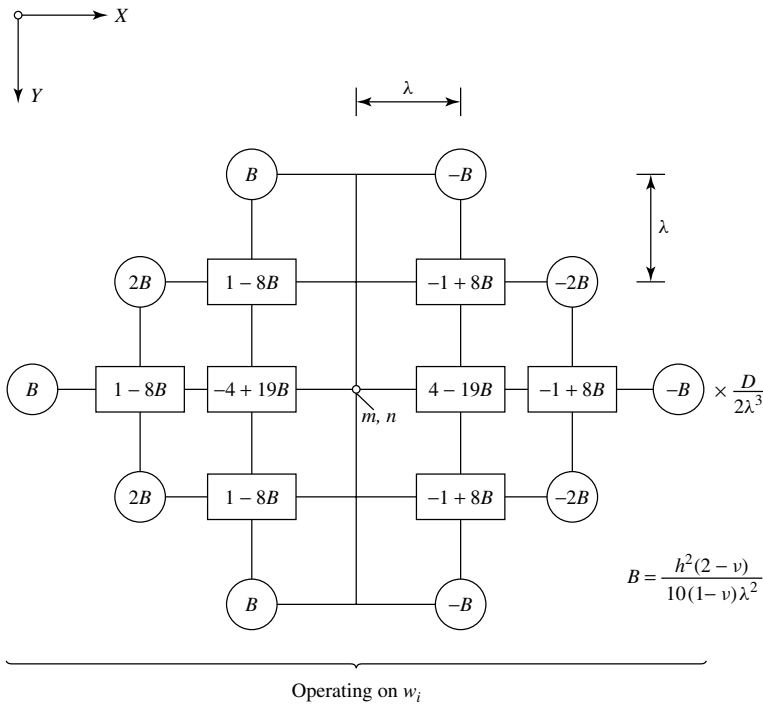 X
Y
λ
B −B
λ
2B 1 − 8B −1 + 8B −2B
B 1 − 8B −4 + 19B 4 − 19B −1 + 8B −B × D / 2λ³
m, n
2B 1 − 8B −1 + 8B −2B
B = h²(2 − ν) / 10(1− ν)λ²
B −B
Operating on wᵢ